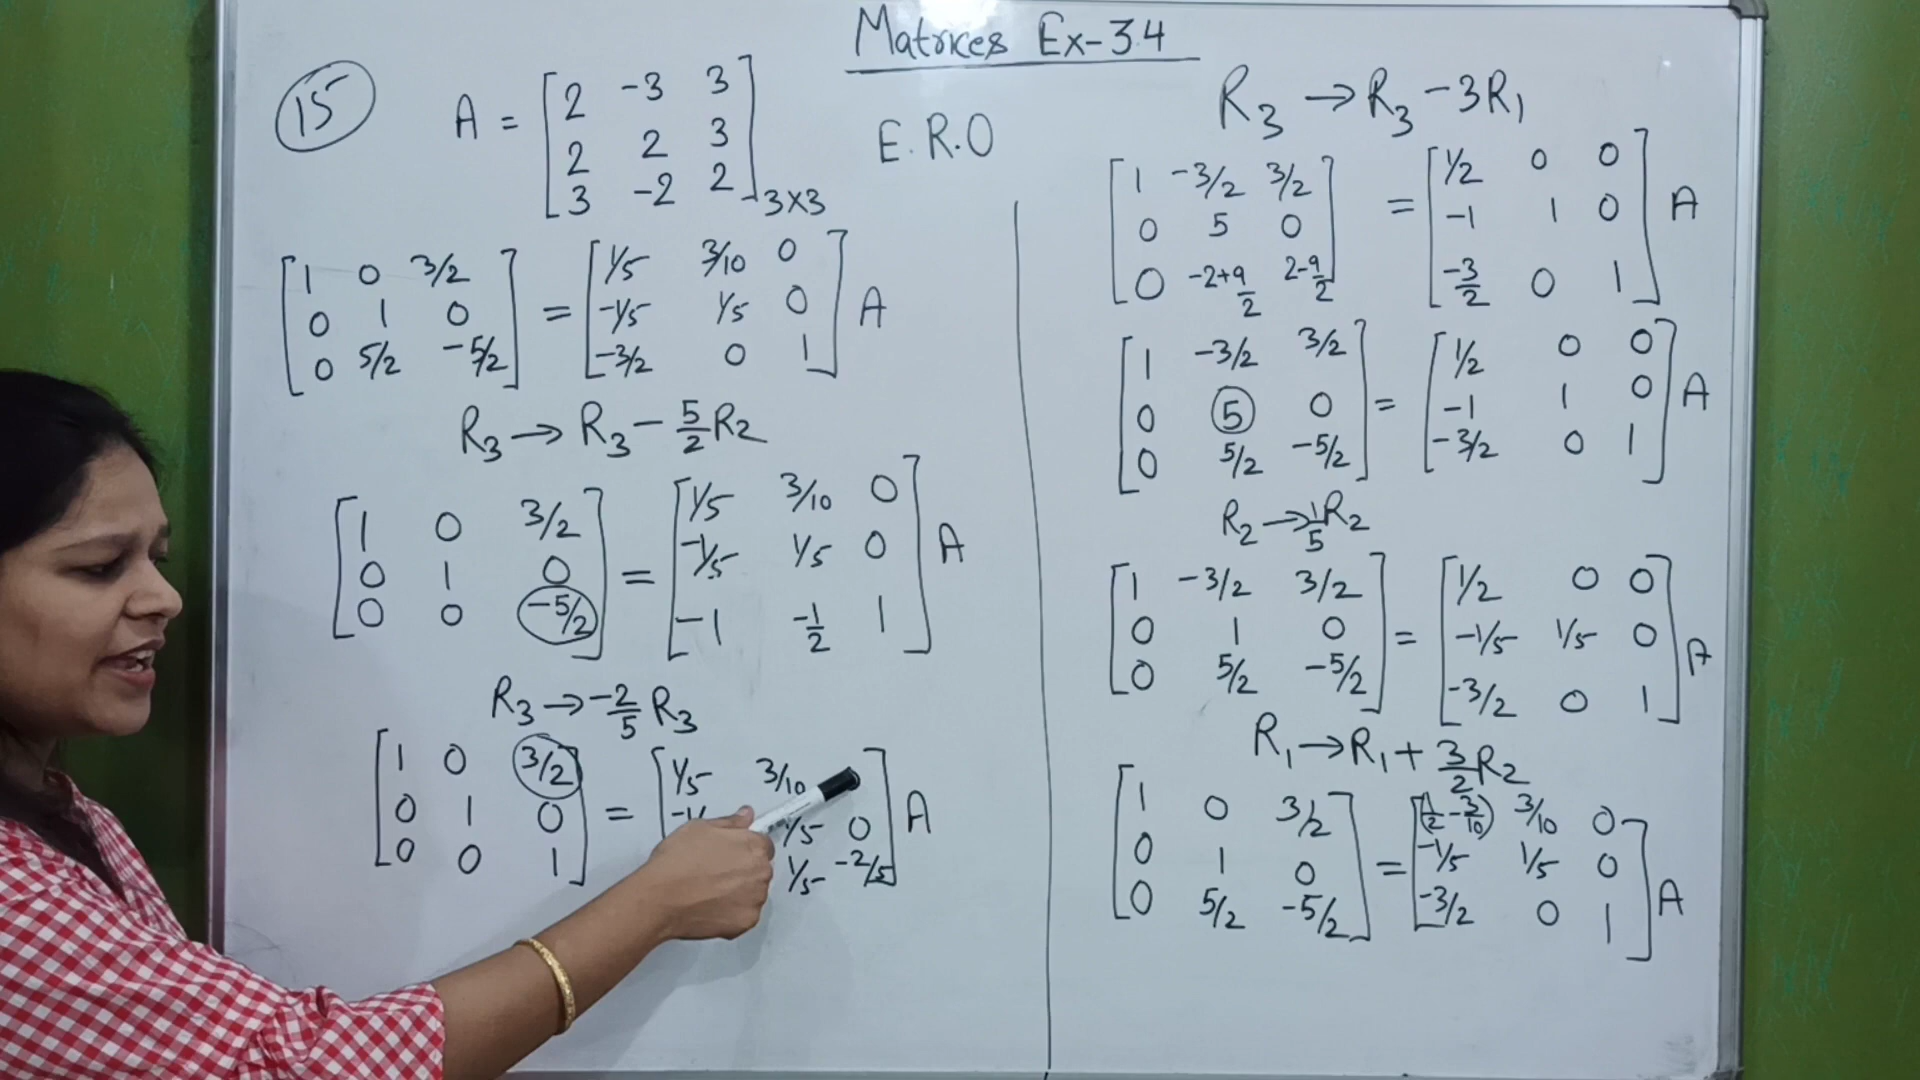 Matrices Ex-3.4
15
A = [2 -3 3
2 2 3
3 -2 2] 3×3
E.R.O
[1 0 3/2
0 1 0
0 5/2 -5/2] = [1/5 3/10 0
-1/5 1/5 0
-3/2 0 1] A
R3 → R3 - 5/2 R2
[1 0 3/2
0 1 0
0 0 -5/2] = [1/5 3/10 0
-1/5 1/5 0
-1 -1/2 1] A
R3 → -2/5 R3
[1 0 3/2
0 1 0
0 0 1] = [1/5 3/10
1/5 0
1/5 -2/5] A
R3 → R3 - 3R1
[1 -3/2 3/2
0 5 0
0 -2+9/2 2-9/2] = [1/2 0 0
-1 1 0
-3/2 0 1] A
[1 -3/2 3/2
0 5 0
0 5/2 -5/2] = [1/2 0 0
-1 1 0
-3/2 0 1] A
R2 → 1/5 R2
[1 -3/2 3/2
0 1 0
0 5/2 -5/2] = [1/2 0 0
-1/5 1/5 0
-3/2 0 1] A
R1 → R1 + 3/2 R2
[1 0 3/2
0 1 0
0 5/2 -5/2] = [(1/2 - 3/10) 3/10 0
-1/5 1/5 0
-3/2 0 1] A